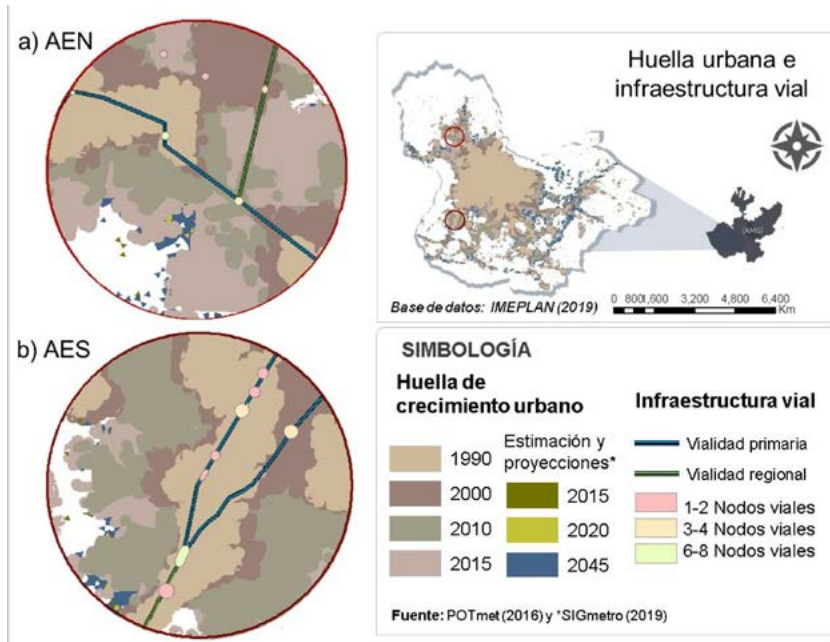 a) AEN
b) AES
Huella urbana e
infraestructura vial
(AMG)
Base de datos: IMEPLAN (2019)
0 800 1,600 3,200 4,800 6,400
Km
SIMBOLOGÍA
Huella de
crecimiento urbano
1990
2000
2010
2015
Estimación y
proyecciones*
2015
2020
2045
Infraestructura vial
Vialidad primaria
Vialidad regional
1-2 Nodos viales
3-4 Nodos viales
6-8 Nodos viales
Fuente: POTmet (2016) y *SIGmetro (2019)